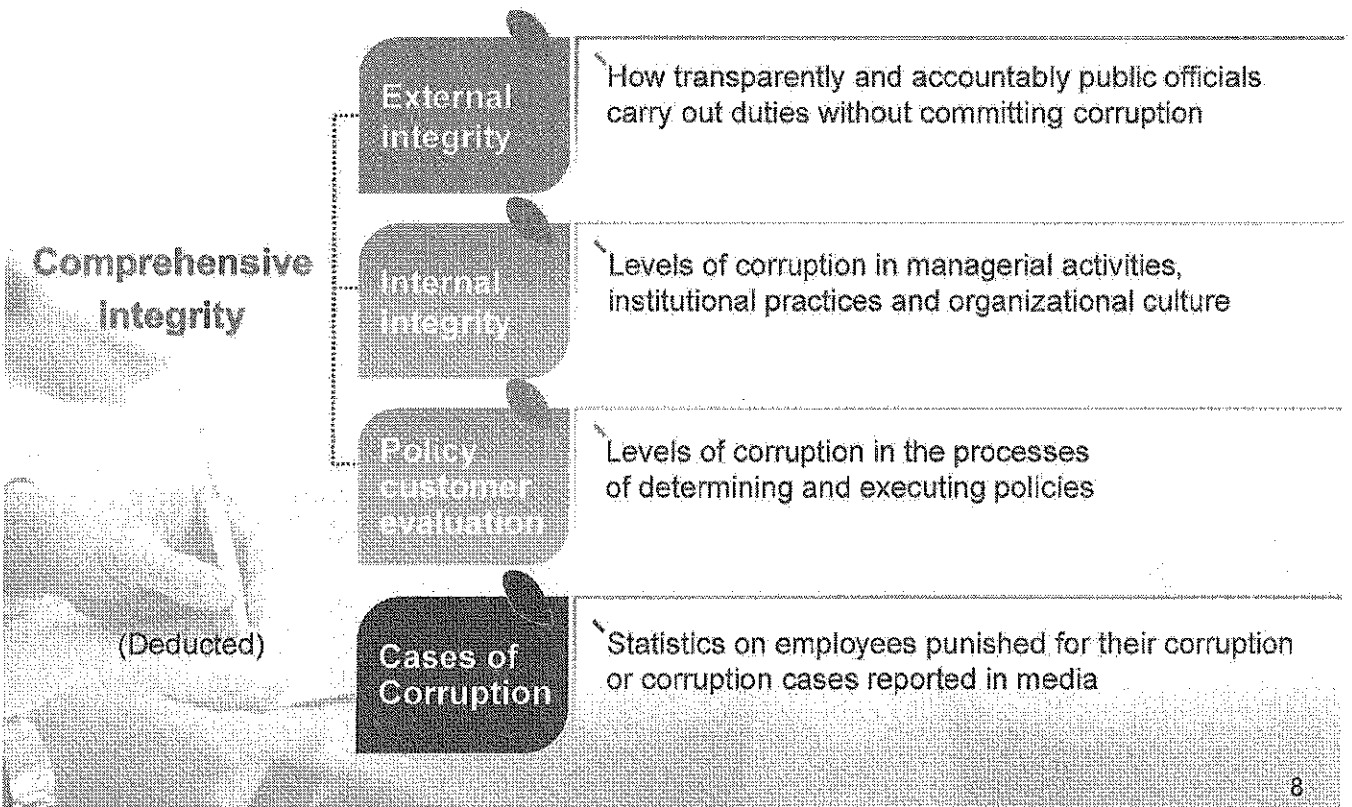 External
integrity
How transparently and accountably public officials
carry out duties without committing corruption
Comprehensive
integrity
Internal
integrity
Levels of corruption in managerial activities,
institutional practices and organizational culture
Policy
customer
evaluation
Levels of corruption in the processes
of determining and executing policies
(Deducted)
Cases of
Corruption
Statistics on employees punished for their corruption
or corruption cases reported in media
8